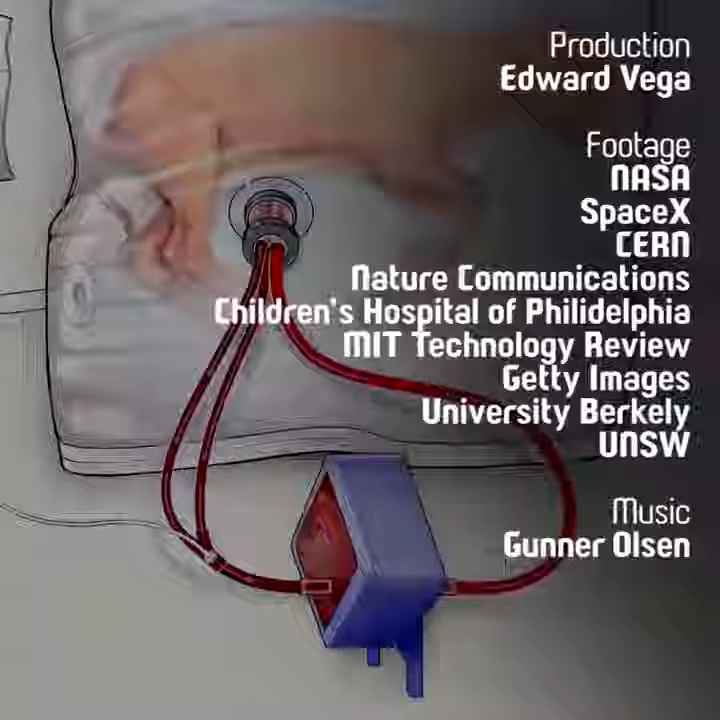 Production
Edward Vega
Footage
NASA
SpaceX
CERN
Nature Communications
Children's Hospital of Philidelphia
MIT Technology Review
Getty Images
University Berkely
UNSW
Music
Gunner Olsen